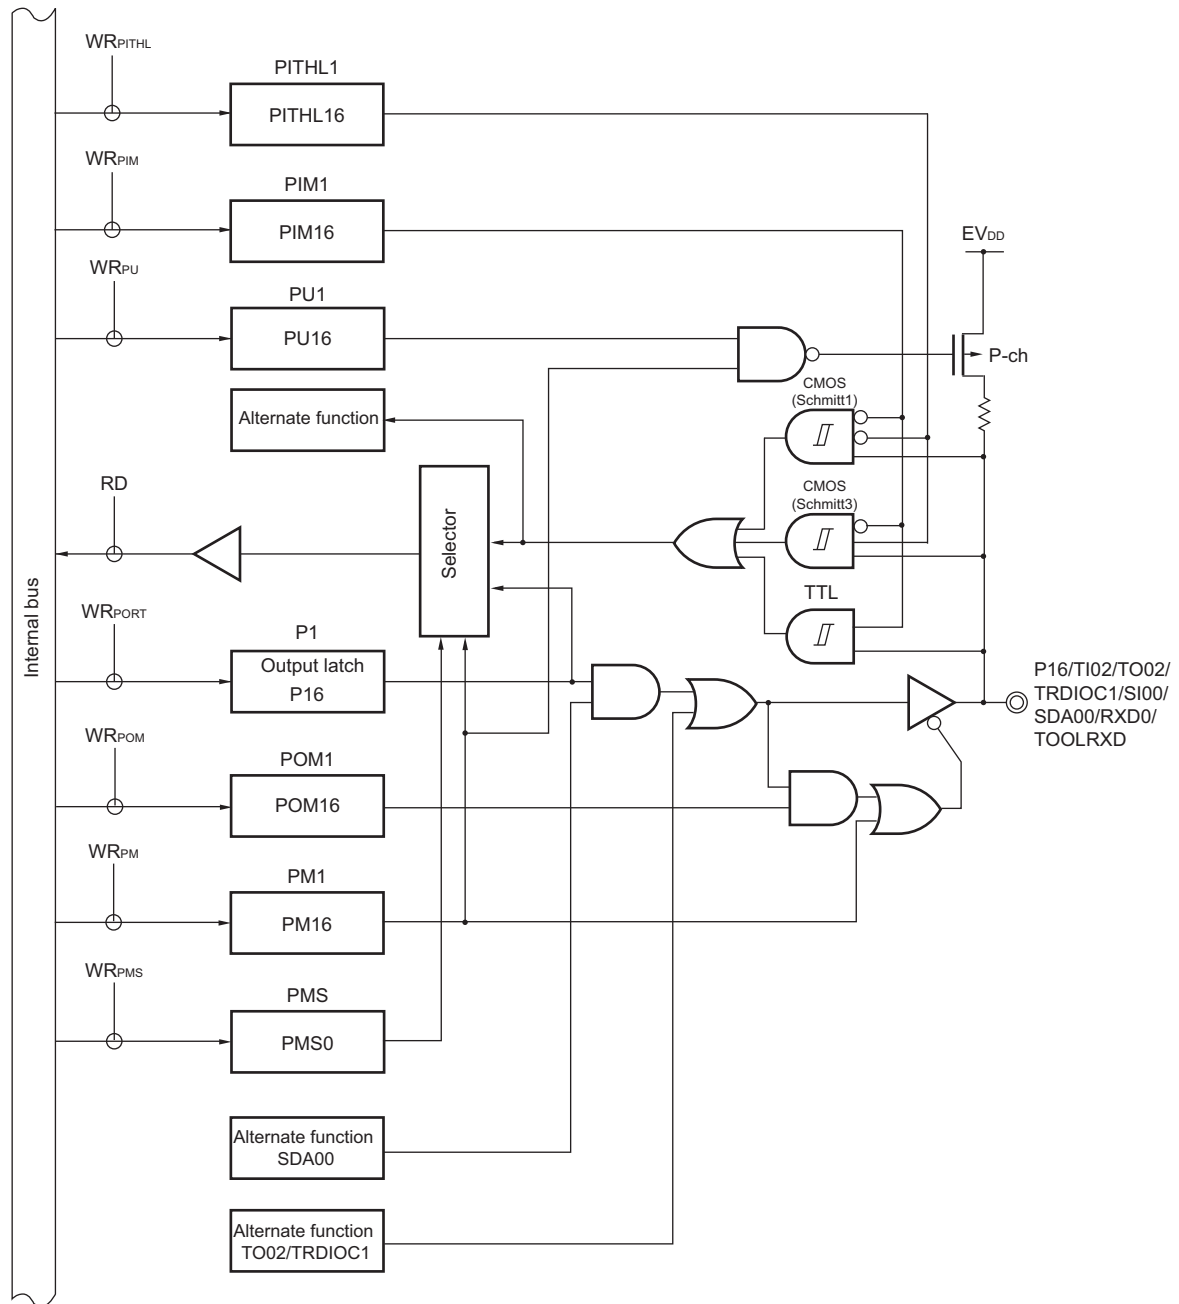 WRPITHL
PITHL1
PITHL16
WRPIM
PIM1
PIM16
EVDD
WRPU
PU1
PU16
P-ch
CMOS
(Schmitt1)
Alternate function
RD
Selector
CMOS
(Schmitt3)
Internal bus
TTL
WRPORT
P1
Output latch
P16
P16/TI02/TO02/
TRDIOC1/SI00/
SDA00/RXD0/
TOOLRXD
WRPOM
POM1
POM16
WRPM
PM1
PM16
WRPMS
PMS
PMS0
Alternate function
SDA00
Alternate function
TO02/TRDIOC1